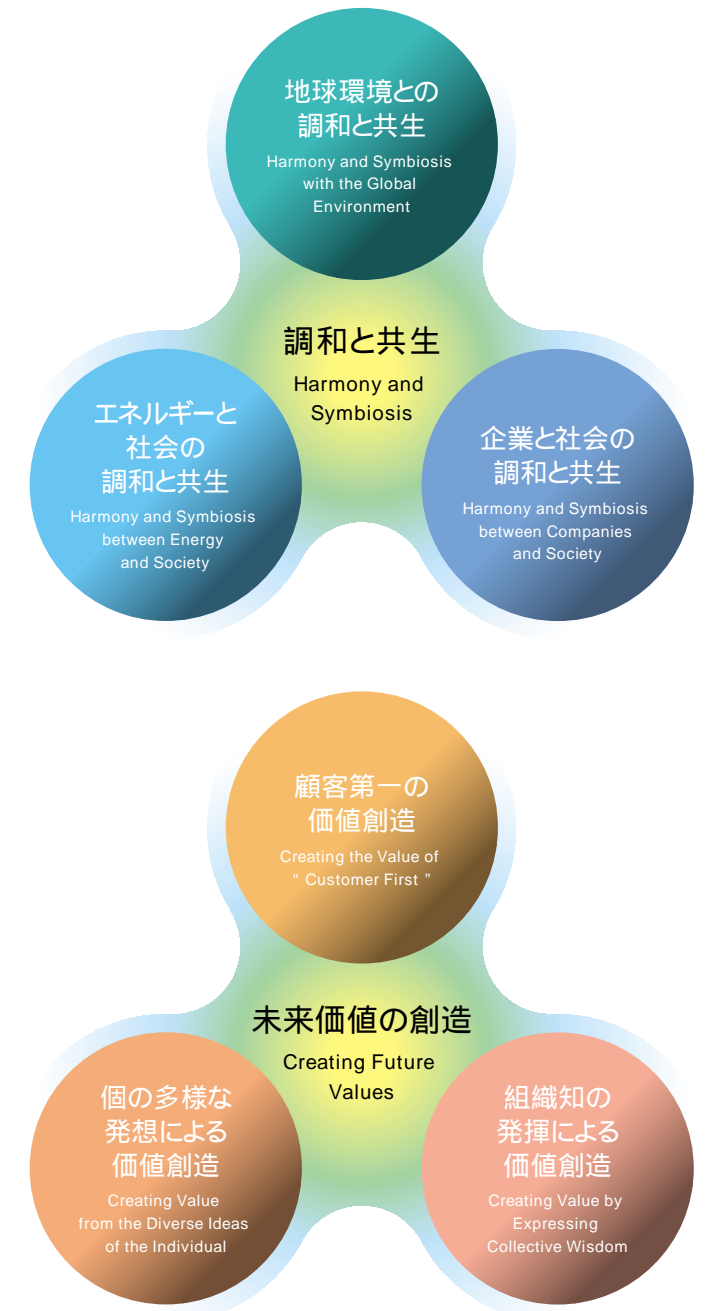 地球環境との
調和と共生
Harmony and Symbiosis
with the Global
Environment
調和と共生
Harmony and
Symbiosis
エネルギーと
社会の
調和と共生
Harmony and Symbiosis
between Energy
and Society
企業と社会の
調和と共生
Harmony and Symbiosis
between Companies
and Society
顧客第一の
価値創造
Creating the Value of
“ Customer First ”
未来価値の創造
Creating Future
Values
個の多様な
発想による
価値創造
Creating Value
from the Diverse Ideas
of the Individual
組織知の
発揮による
価値創造
Creating Value by
Expressing
Collective Wisdom